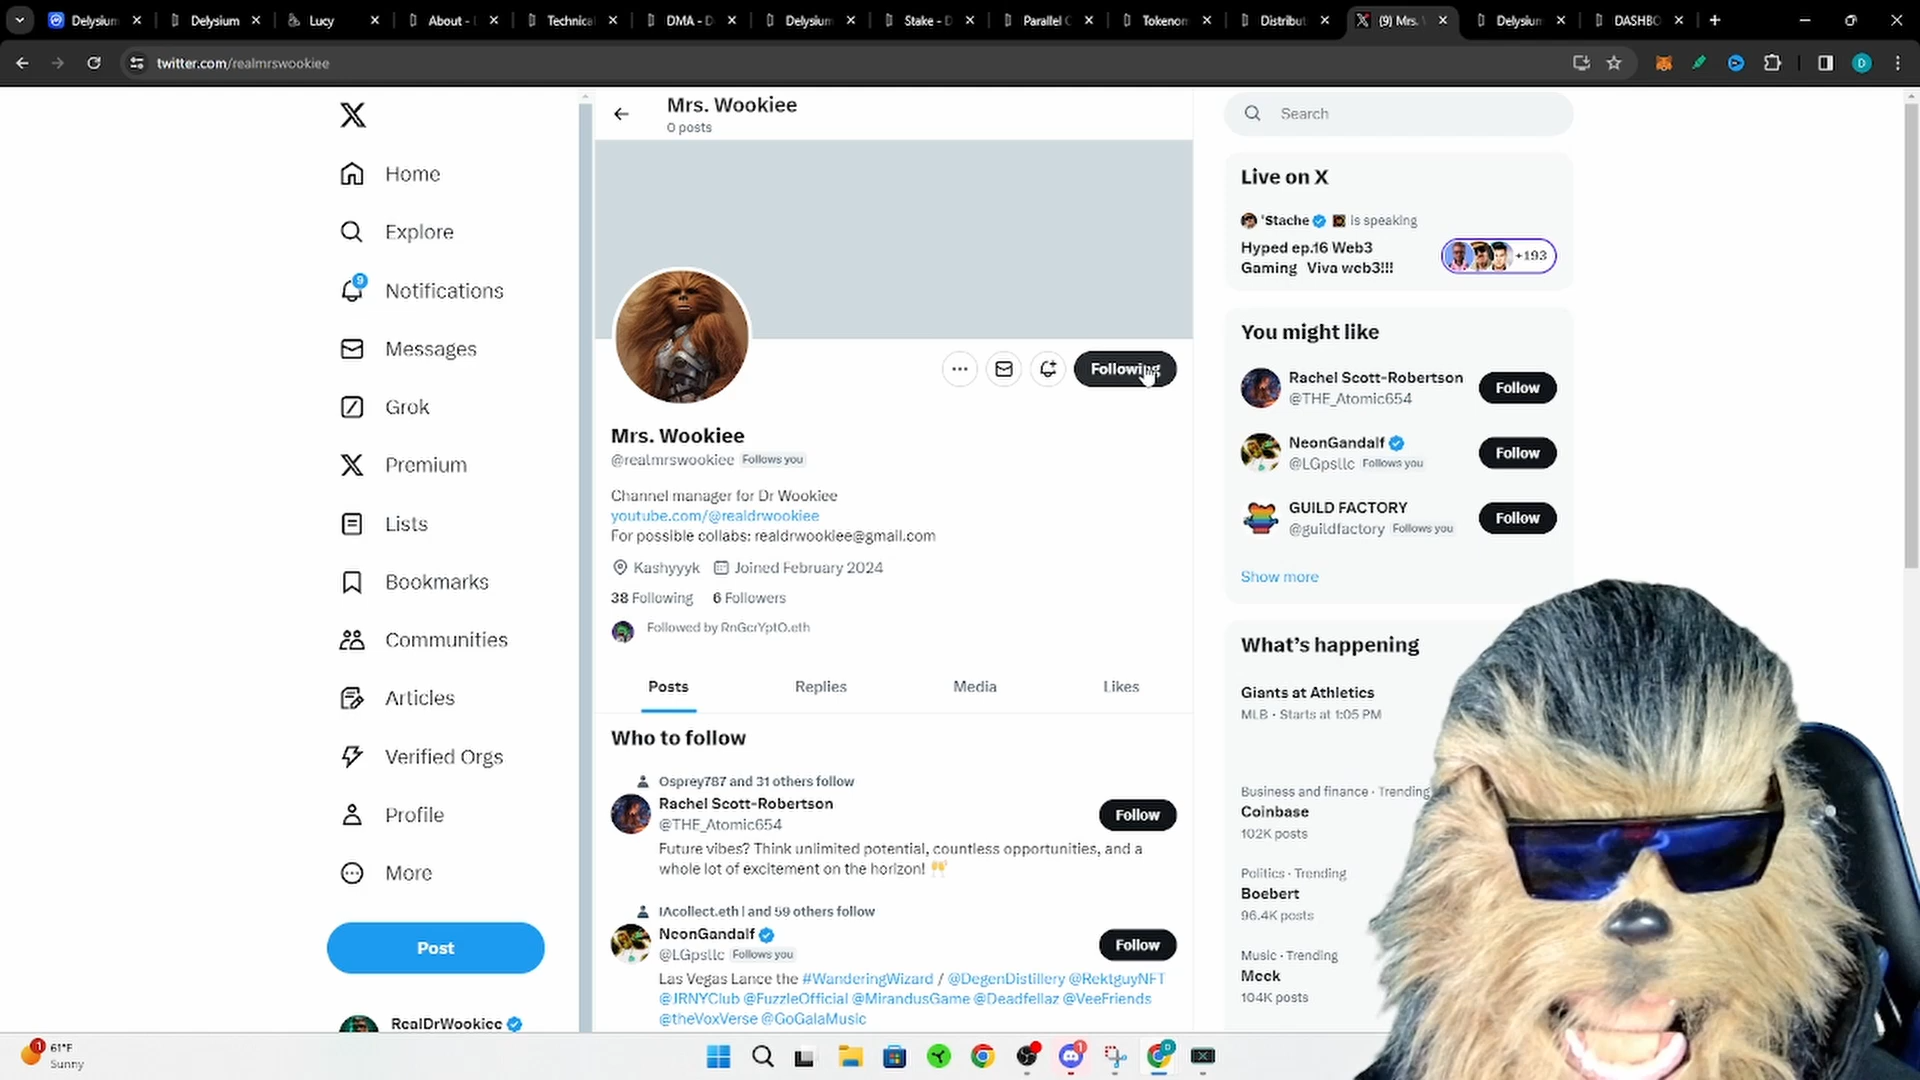 Delysium
Delysium
Lucy
About -
Technical
DMA - D
Delysium
Stake - D
Parallel C
Tokenom
Distribut
(9) Mrs.
Delysium
DASHBO
twitter.com/realmrswookiee
D
Mrs. Wookiee
0 posts
Search
Home
Explore
9
Notifications
Messages
Grok
Premium
Lists
Bookmarks
Communities
Articles
Verified Orgs
Profile
More
Post
RealDrWookiee
Following
Mrs. Wookiee
@realmrswookiee Follows you
Channel manager for Dr Wookiee
youtube.com/@realdrwookiee
For possible collabs: realdrwookiee@gmail.com
Kashyyyk Joined February 2024
38 Following 6 Followers
Followed by RnGcrYptO.eth
Posts Replies Media Likes
Who to follow
Osprey787 and 31 others follow
Rachel Scott-Robertson
@THE_Atomic654
Follow
Future vibes? Think unlimited potential, countless opportunities, and a
whole lot of excitement on the horizon!
IAcollect.eth | and 59 others follow
NeonGandalf
@LGpsllc Follows you
Follow
Las Vegas Lance the #WanderingWizard / @DegenDistillery @RektguyNFT
@JRNYClub @FuzzleOfficial @MirandusGame @Deadfellaz @VeeFriends
@theVoxVerse @GoGalaMusic
Live on X
'Stache is speaking
Hyped ep.16 Web3
Gaming Viva web3!!!
+193
You might like
Rachel Scott-Robertson
@THE_Atomic654
Follow
NeonGandalf
@LGpsllc Follows you
Follow
GUILD FACTORY
@guildfactory Follows you
Follow
Show more
What's happening
Giants at Athletics
MLB · Starts at 1:05 PM
Business and finance · Trending
Coinbase
102K posts
Politics · Trending
Boebert
96.4K posts
Music · Trending
Meek
104K posts
1
61°F
Sunny
1
D